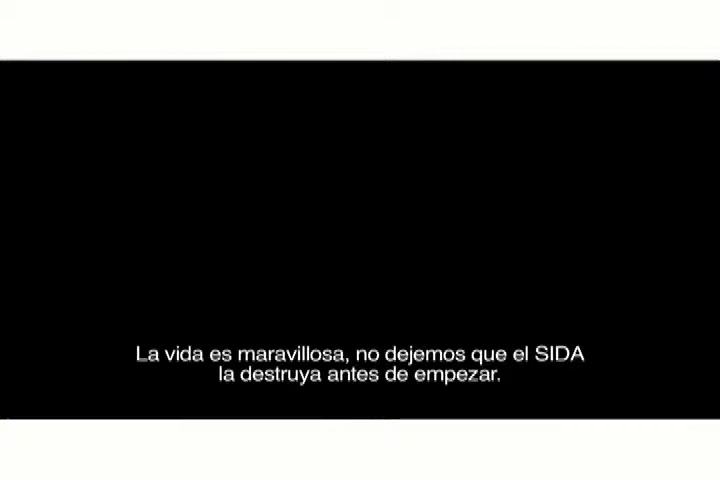 La vida es maravillosa, no dejemos que el SIDA
la destruya antes de empezar.